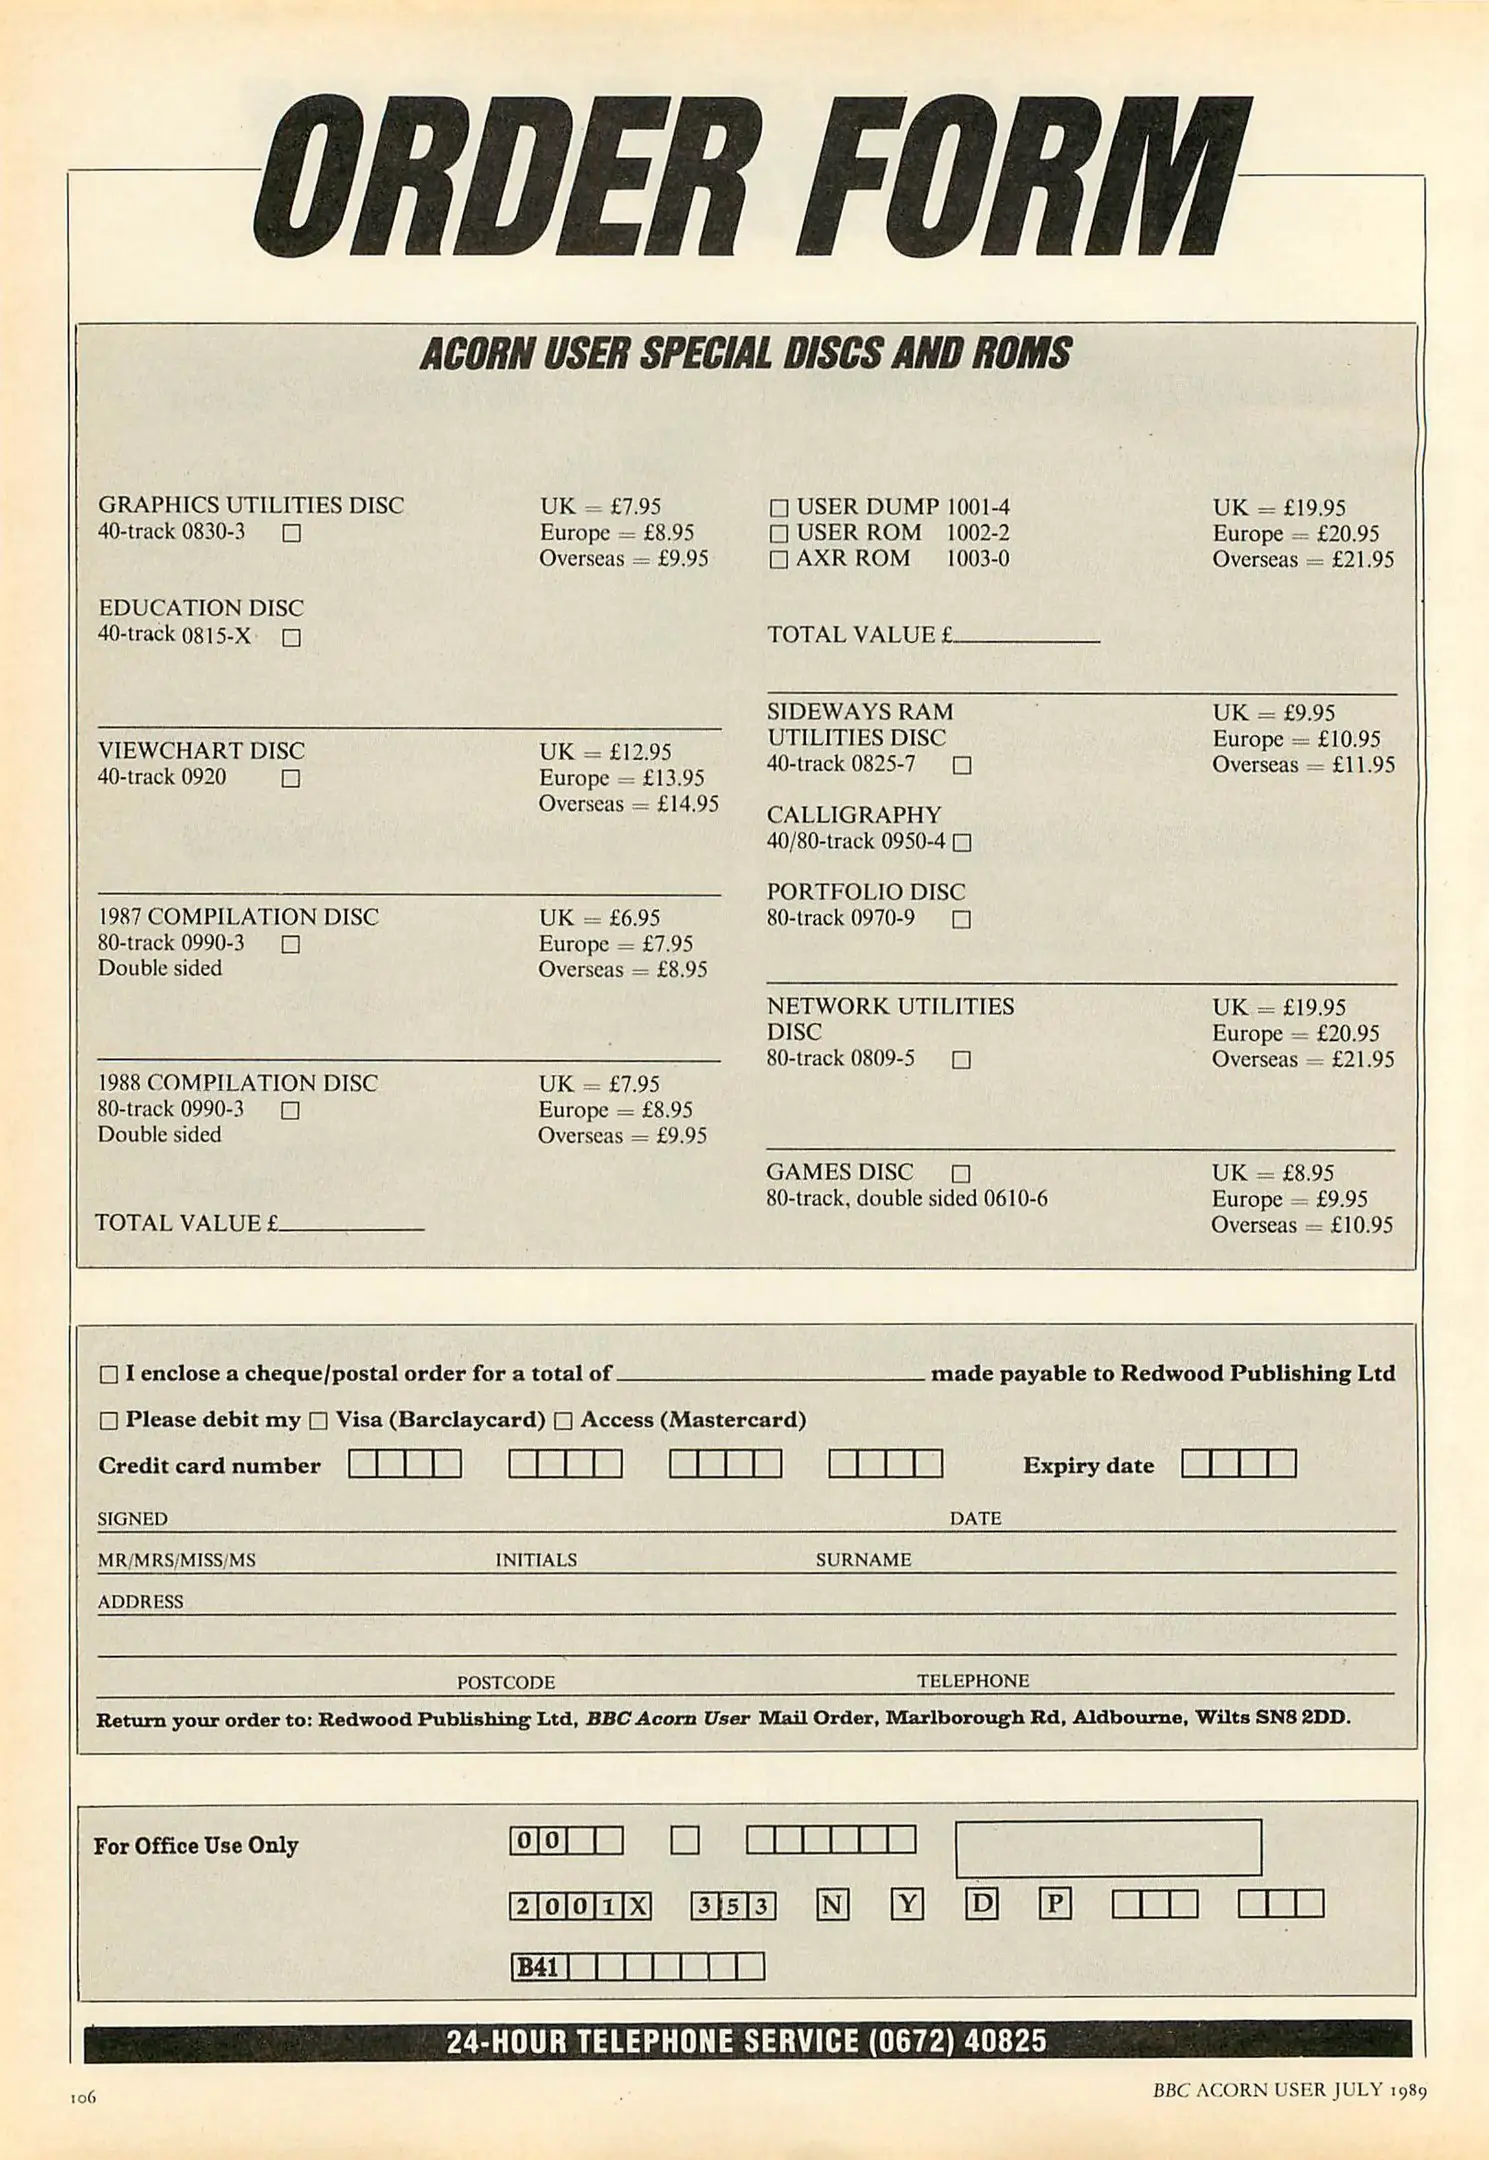 ORDER FORM
ACORN USER SPECIAL DISCS AND ROMS
GRAPHICS UTILITIES DISC UK = £7.95
40-track 0830-3 Europe = £8.95
Overseas = £9.95
EDUCATION DISC
40-track 0815-X
VIEWCHART DISC UK = £12.95
40-track 0920 Europe = £13.95
Overseas = £14.95
1987 COMPILATION DISC UK = £6.95
80-track 0990-3 Europe = £7.95
Double sided Overseas = £8.95
1988 COMPILATION DISC UK = £7.95
80-track 0990-3 Europe = £8.95
Double sided Overseas = £9.95
TOTAL VALUE £
USER DUMP 1001-4 UK = £19.95
USER ROM 1002-2 Europe = £20.95
AXR ROM 1003-0 Overseas = £21.95
TOTAL VALUE £
SIDEWAYS RAM UK = £9.95
UTILITIES DISC Europe = £10.95
40-track 0825-7 Overseas = £11.95
CALLIGRAPHY
40/80-track 0950-4
PORTFOLIO DISC
80-track 0970-9
NETWORK UTILITIES UK = £19.95
DISC Europe = £20.95
80-track 0809-5 Overseas = £21.95
GAMES DISC UK = £8.95
80-track, double sided 0610-6 Europe = £9.95
Overseas = £10.95
I enclose a cheque/postal order for a total of made payable to Redwood Publishing Ltd
Please debit my Visa (Barclaycard) Access (Mastercard)
Credit card number Expiry date
SIGNED DATE
MR/MRS/MISS/MS INITIALS SURNAME
ADDRESS
POSTCODE TELEPHONE
Return your order to: Redwood Publishing Ltd, BBC Acorn User Mail Order, Marlborough Rd, Aldbourne, Wilts SN8 2DD.
For Office Use Only 0 0
2 0 0 1 X 3 5 3 N Y D P
B41
24-HOUR TELEPHONE SERVICE (0672) 40825
106 BBC ACORN USER JULY 1989